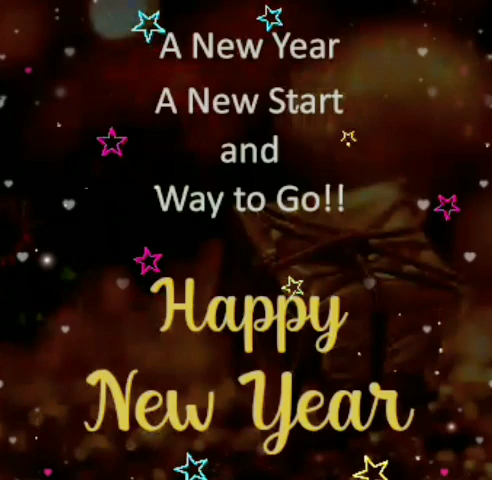 A New Year
A New Start
and
Way to Go!!
Happy
New Year